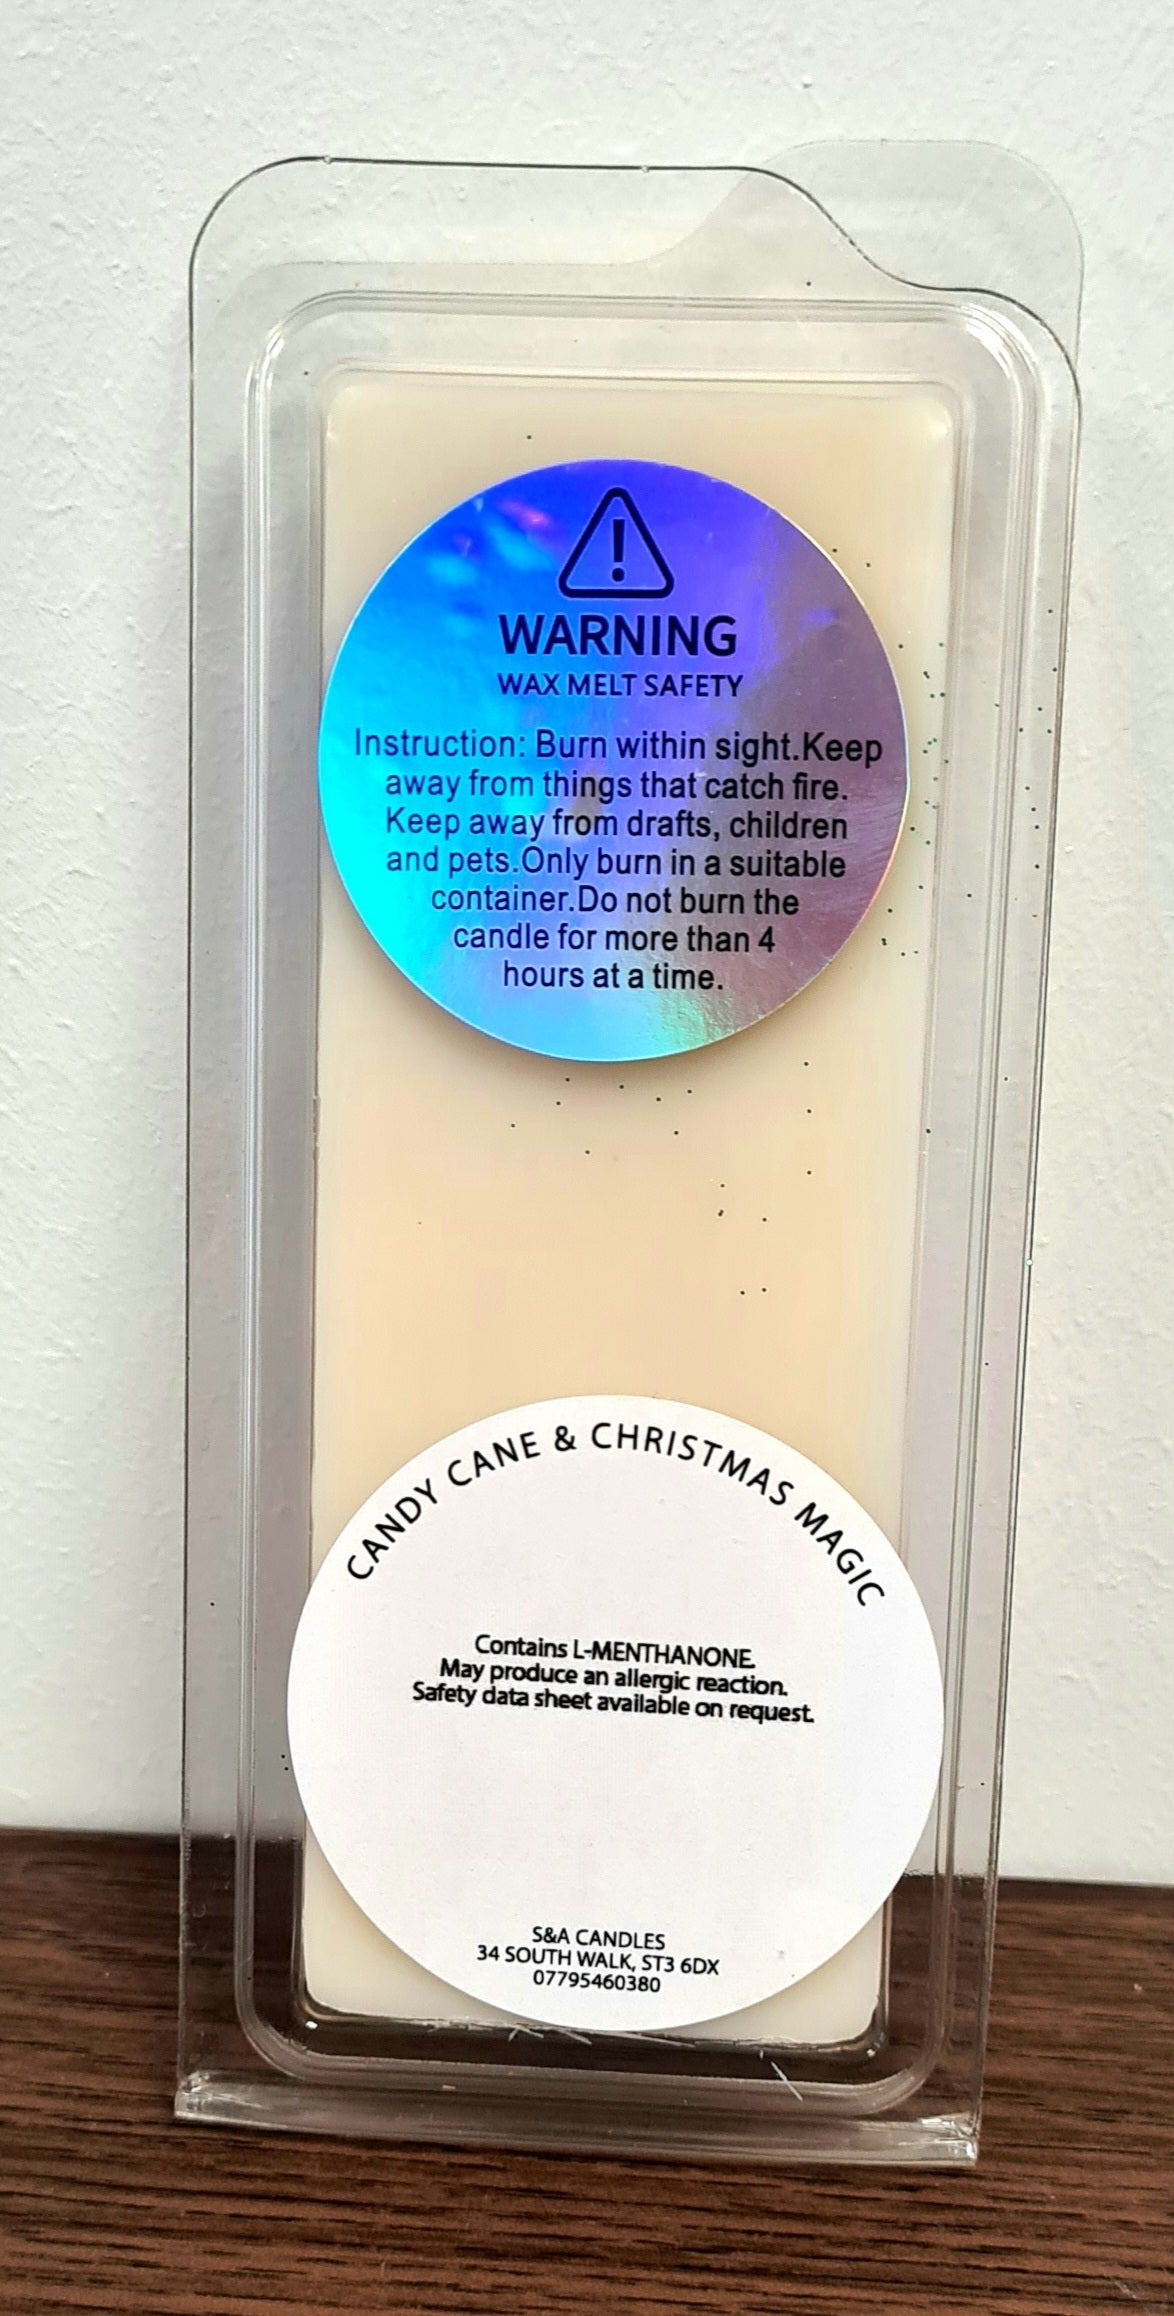 !
WARNING
WAX MELT SAFETY
Instruction: Burn within sight.Keep
away from things that catch fire.
Keep away from drafts, children
and pets.Only burn in a suitable
container.Do not burn the
candle for more than 4
hours at a time.
CANDY CANE & CHRISTMAS MAGIC
Contains L-MENTHANONE.
May produce an allergic reaction.
Safety data sheet available on request.
S&A CANDLES
34 SOUTH WALK, ST3 6DX
07795460380